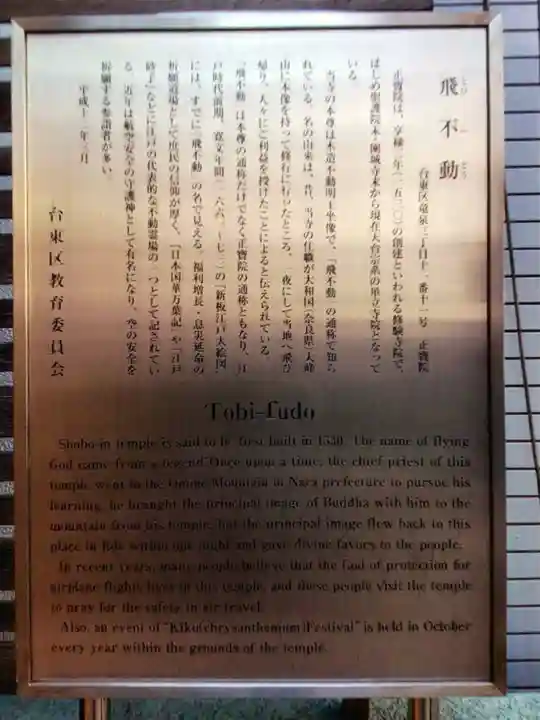 飛不動
とび ふ どう
台東区竜泉三丁目十一番十一号 正寶院
正寶院は、享禄三年(一五三〇)の創建といわれる修験寺院で、
はじめ聖護院本・園城寺末から現在天台宗系の単立寺院となって
いる。
当寺の本尊は木造不動明王坐像で、「飛不動」の通称で知ら
れている。名の由来は、昔、当寺の住職が大和国(奈良県)大峰
山に本像を持って修行に行ったところ、一夜にして当地へ飛び
帰り、人々にご利益を授けたことによると伝えられている。
「飛不動」は本尊の通称だけでなく正寶院の通称ともなり、江
戸時代前期、寛文年間(一六六一~七三)の『新板江戸大絵図』
には、すでに「飛不動」の名で見える。福利増長・息災延命の
祈願道場として庶民の信仰が厚く、『日本国華万葉記』や『江戸
砂子』などに江戸の代表的な不動霊場の一つとして記されてい
る。近年は航空安全の守護神として有名になり、空の安全を
祈願する参詣者が多い。
平成十一年三月
台東区教育委員会
Tobi-fudo
Shobo-in temple is said to be first built in 1530. The name of flying
God came from a legend. Once upon a time, the chief priest of this
temple went to the Omine Mountain in Nara prefecture to pursue his
learning, he braught the principal image of Buddha with him to the
mountain from his temple, but the principal image flew back to this
place in Edo within one night and gave divine favors to the people.
In recent years, many people believe that the God of protection for
airplane flights lives in this temple, and those people visit the temple
to pray for the safety in air travel.
Also, an event of "Kiku(chrysanthemum)Festival" is held in October
every year within the grounds of the temple.